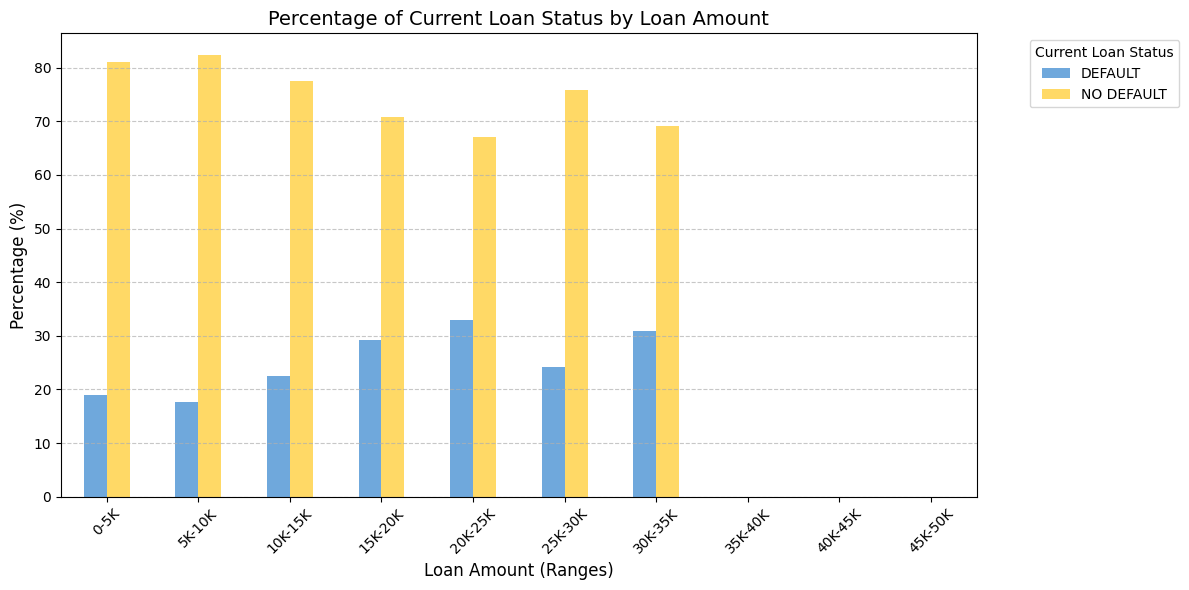 Percentage of Current Loan Status by Loan Amount
Current Loan Status
DEFAULT
NO DEFAULT
Percentage (%)
80
70
60
50
40
30
20
10
0
0-5K
5K-10K
10K-15K
15K-20K
20K-25K
25K-30K
30K-35K
35K-40K
40K-45K
45K-50K
Loan Amount (Ranges)